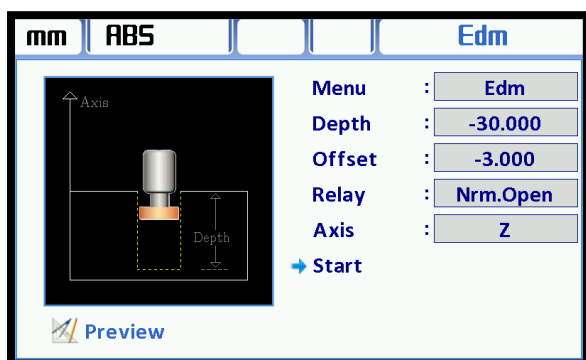 mm ABS Edm
Axis
Depth
Menu : Edm
Depth : -30.000
Offset : -3.000
Relay : Nrm.Open
Axis : Z
Start
Preview